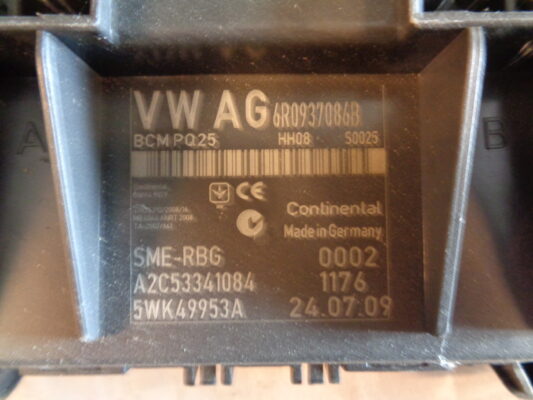 VW AG 6R0937086B
BCM PQ25 HH08 S0025
Continental
Continental
Made in Germany
SME-RBG 0002
A2C53341084 1176
5WK49953A 24.07.09
A
B